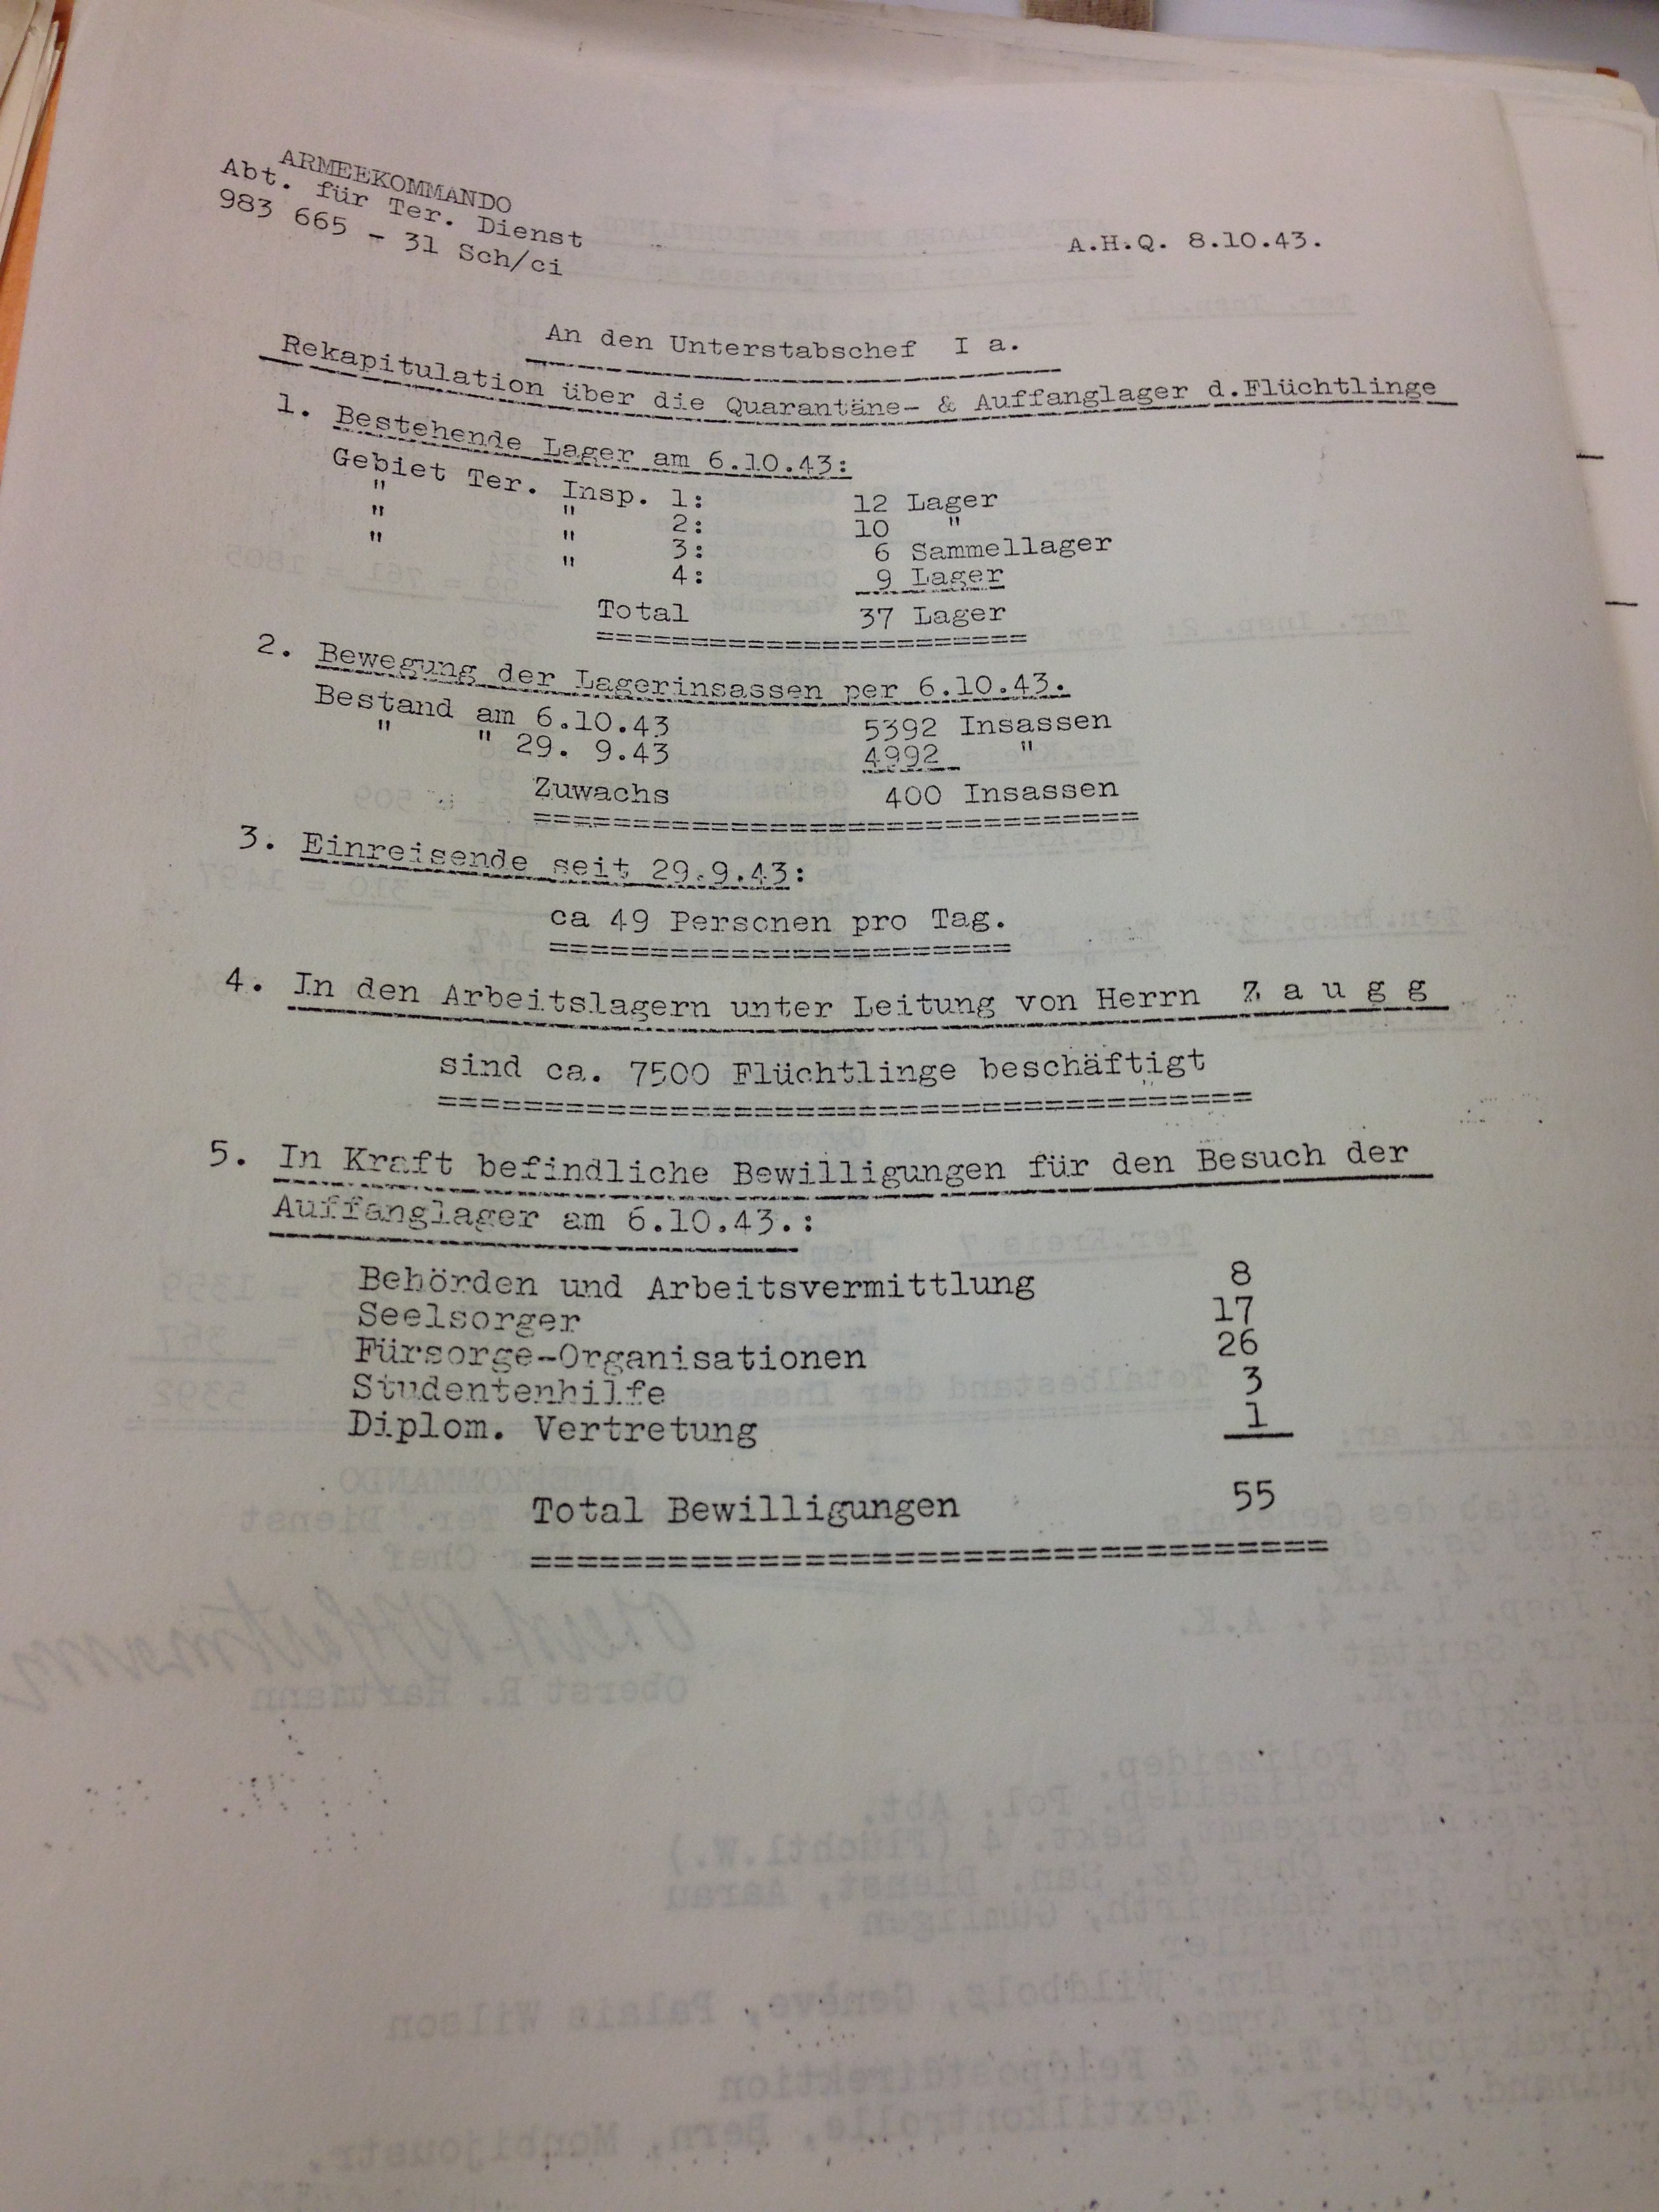 ARMEEKOMMANDO
Abt. für Ter. Dienst
983 665 - 31 Sch/ci
A.H.Q. 8.10.43.
An den Unterstabschef I a.
Rekapitulation über die Quarantäne- & Auffanglager d.Flüchtlinge
1. Bestehende Lager am 6.10.43:
Gebiet Ter. Insp. 1: 12 Lager
" " 2: 10 "
" " 3: 6 Sammellager
" " 4: 9 Lager
Total 37 Lager
2. Bewegung der Lagerinsassen per 6.10.43.
Bestand am 6.10.43 5392 Insassen
" " 29. 9.43 4992 "
Zuwachs 400 Insassen
3. Einreisende seit 29.9.43:
ca 49 Personen pro Tag.
4. In den Arbeitslagern unter Leitung von Herrn Z a u g g
sind ca. 7500 Flüchtlinge beschäftigt
5. In Kraft befindliche Bewilligungen für den Besuch der
Auffanglager am 6.10.43.:
Behörden und Arbeitsvermittlung 8
Seelsorger 17
Fürsorge-Organisationen 26
Studentenhilfe 3
Diplom. Vertretung 1
Total Bewilligungen 55